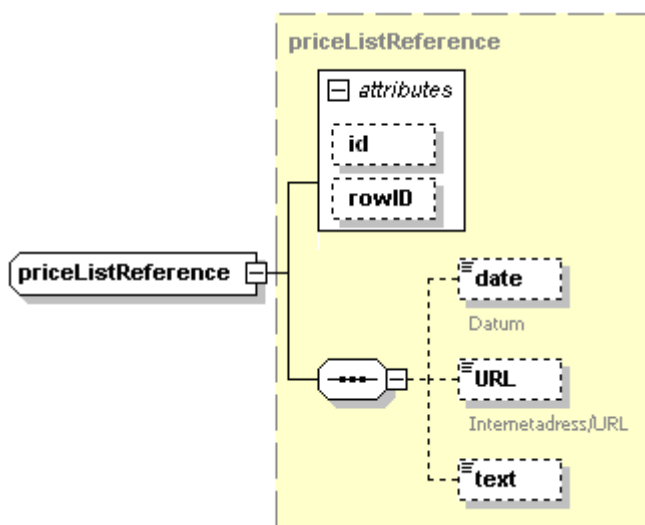 priceListReference
attributes
id
rowID
priceListReference
date
Datum
URL
Internetadress/URL
text